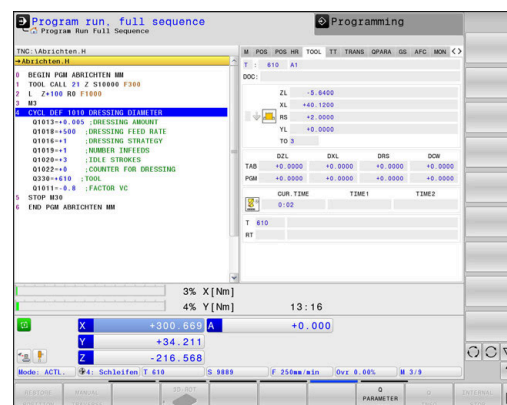 Program run, full sequence
Program Run Full Sequence
Programming
TNC:\Abrichten.H
→Abrichten.H
0 BEGIN PGM ABRICHTEN MM
1 TOOL CALL 21 Z S10000 F300
2 L Z+100 R0 F1000
3 M3
4 CYCL DEF 1010 DRESSING DIAMETER
Q1013=+0.005 ;DRESSING AMOUNT
Q1018=+500 ;DRESSING FEED RATE
Q1016=+1 ;DRESSING STRATEGY
Q1019=+1 ;NUMBER INFEEDS
Q1020=+3 ;IDLE STROKES
Q1022=+0 ;COUNTER FOR DRESSING
Q330=+610 ;TOOL
Q1011=-0.8 ;FACTOR VC
5 STOP M30
6 END PGM ABRICHTEN MM
M POS POS HR TOOL TT TRANS QPARA GS AFC MON
T : 610 A1
DOC:
ZL -5.6400
XL +40.1200
RS +2.0000
YL +0.0000
TO 3
DZL DXL DRS DCW
TAB +0.0000 +0.0000 +0.0000 +0.0000
PGM +0.0000 +0.0000 +0.0000 +0.0000
CUR.TIME TIME1 TIME2
0:02
T 610
RT
3% X[Nm]
4% Y[Nm] 13:16
X +300.669 A +0.000
Y +34.211
Z -216.568
Mode: ACTL. 4: Schleifen T 610 S 8889 F 250mm/min Ovr 0.00% M 3/9
RESTORE MANUAL 3D-ROT Q INTERNAL
POSITION PARAMETER